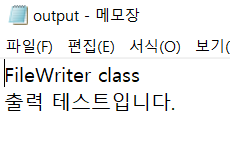 output - 메모장
파일(F) 편집(E) 서식(O) 보기(
FileWriter class
출력 테스트입니다.